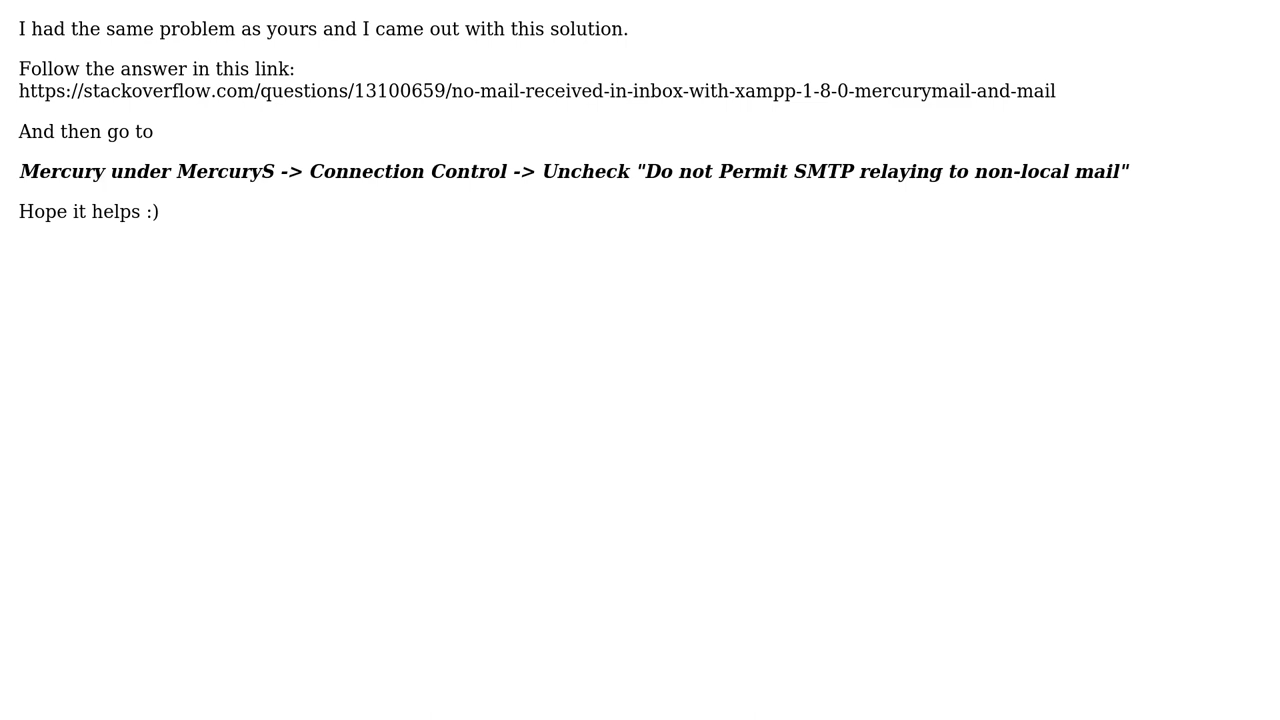 I had the same problem as yours and I came out with this solution.
Follow the answer in this link:
https://stackoverflow.com/questions/13100659/no-mail-received-in-inbox-with-xampp-1-8-0-mercurymail-and-mail
And then go to
Mercury under MercuryS -> Connection Control -> Uncheck "Do not Permit SMTP relaying to non-local mail"
Hope it helps :)